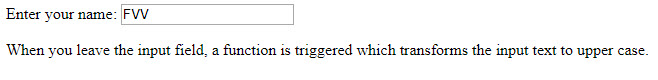 Enter your name: FVV
When you leave the input field, a function is triggered which transforms the input text to upper case.